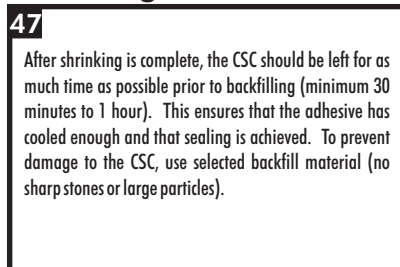 47
After shrinking is complete, the CSC should be left for as
much time as possible prior to backfilling (minimum 30
minutes to 1 hour). This ensures that the adhesive has
cooled enough and that sealing is achieved. To prevent
damage to the CSC, use selected backfill material (no
sharp stones or large particles).